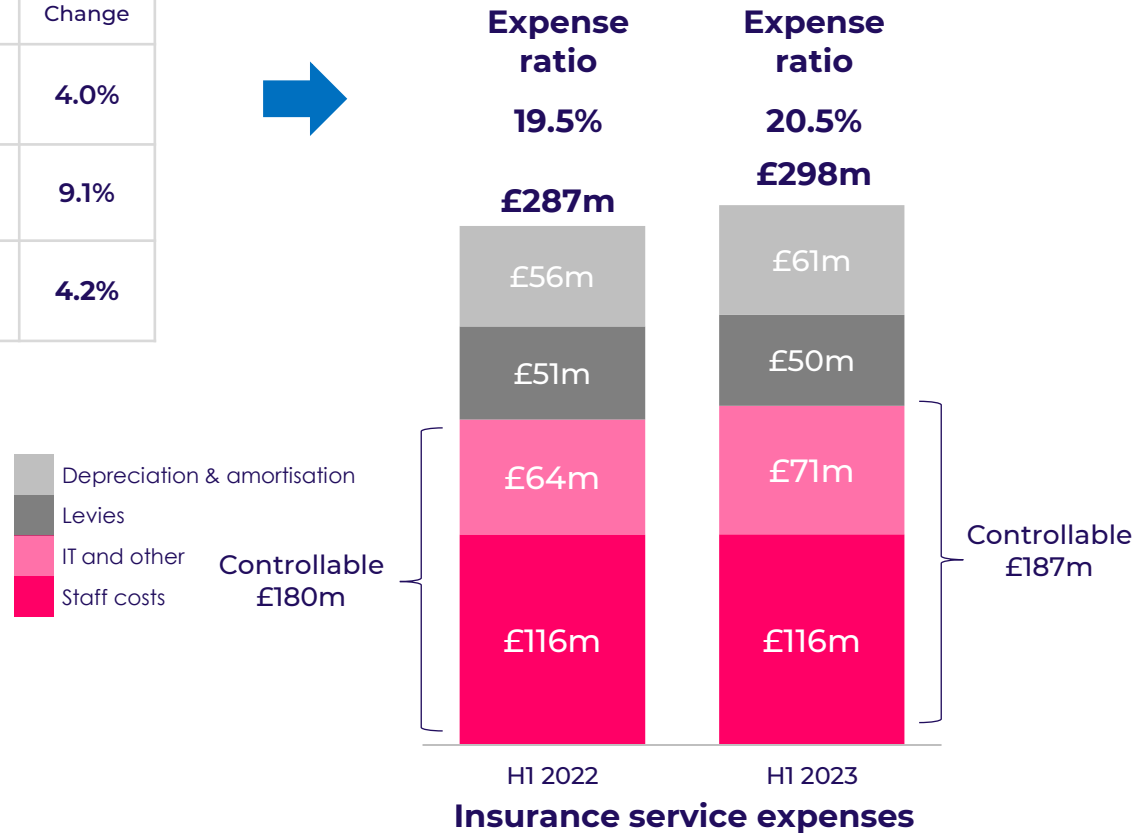 Change
4.0%
9.1%
4.2%
Expense
ratio
19.5%
£287m
Expense
ratio
20.5%
£298m
£56m
£51m
£64m
£116m
£61m
£50m
£71m
£116m
Depreciation & amortisation
Levies
IT and other
Staff costs
Controllable
£180m
Controllable
£187m
H1 2022
H1 2023
Insurance service expenses